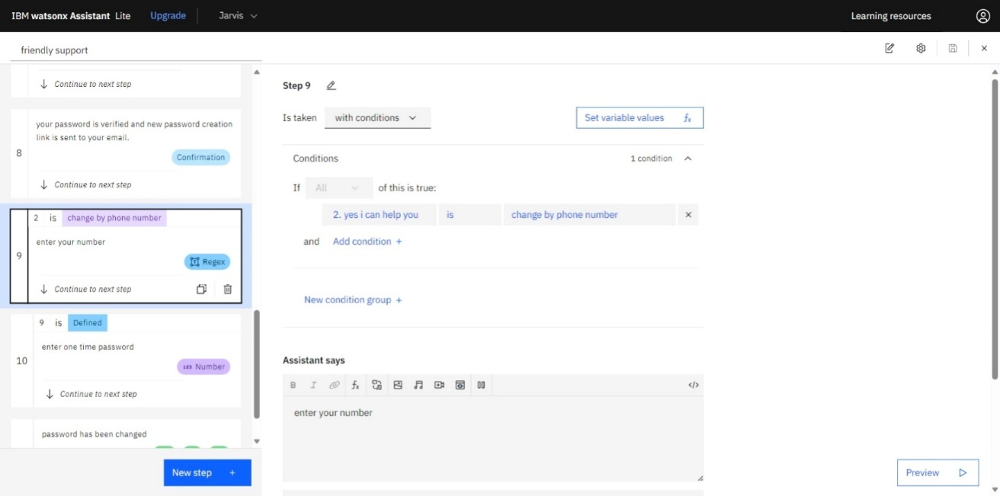 IBM watsonx Assistant Lite Upgrade Jarvis Learning resources
friendly support
Continue to next step
your password is verified and new password creation
link is sent to your email.
8
Confirmation
Continue to next step
2 is change by phone number
enter your number
9
Regex
Continue to next step
9 is Defined
enter one time password
10
123 Number
Continue to next step
password has been changed
New step +
Step 9
Is taken with conditions Set variable values fx
Conditions 1 condition
If All of this is true:
2. yes i can help you is change by phone number ×
and Add condition +
New condition group +
Assistant says
B I fx </>
enter your number
Preview